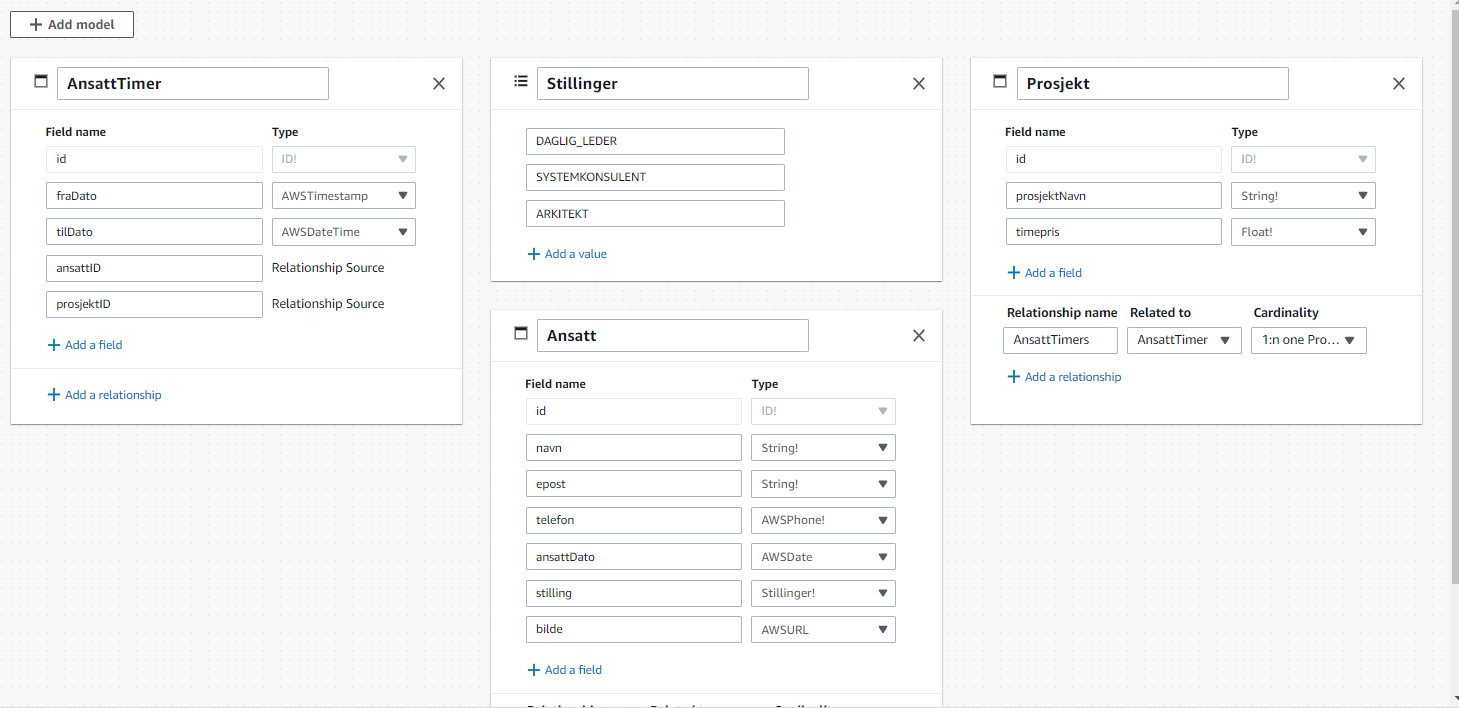 + Add model
AnsattTimer
Field name Type
id ID!
fraDato AWSTimestamp
tilDato AWSDateTime
ansattID Relationship Source
prosjektID Relationship Source
+ Add a field
+ Add a relationship
Stillinger
DAGLIG_LEDER
SYSTEMKONSULENT
ARKITEKT
+ Add a value
Ansatt
Field name Type
id ID!
navn String!
epost String!
telefon AWSPhone!
ansattDato AWSDate
stilling Stillinger!
bilde AWSURL
+ Add a field
Prosjekt
Field name Type
id ID!
prosjektNavn String!
timepris Float!
+ Add a field
Relationship name Related to Cardinality
AnsattTimers AnsattTimer 1:n one Pro...
+ Add a relationship